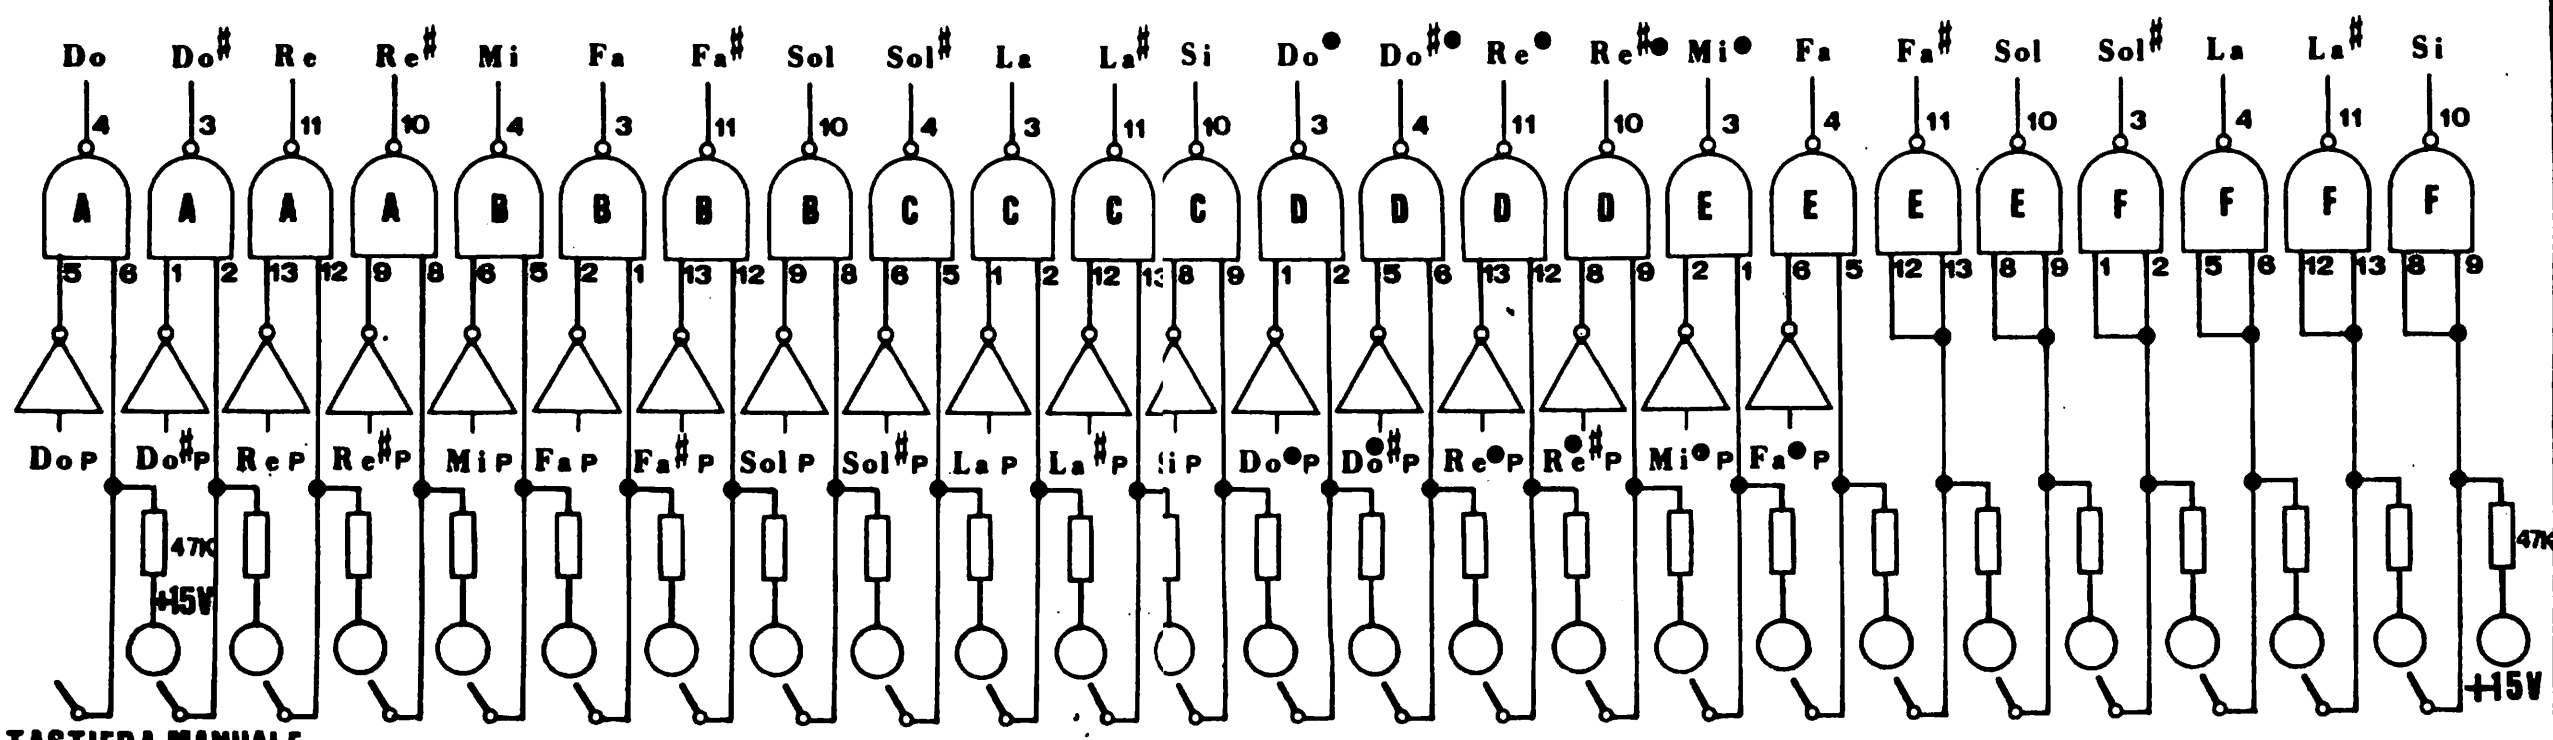 Do Do# Re Re# Mi Fa Fa# Sol Sol# La La# Si Do● Do#● Re● Re#● Mi● Fa Fa# Sol Sol# La La# Si
4 3 11 10 4 3 11 10 4 3 11 10 3 4 11 10 3 4 11 10 3 4 11 10
A A A A B B B B C C C C D D D D E E E E F F F F
5 6 1 2 13 12 9 8 6 5 2 1 13 12 9 8 6 5 1 2 12 13 8 9 1 2 5 6 13 12 8 9 2 1 6 5 12 13 8 9 1 2 5 6 12 13 8 9
Do P Do# P Re P Re# P Mi P Fa P Fa# P Sol P Sol# P La P La# P Si P Do● P Do●# P Re● P Re●# P Mi● P Fa● P
47K 47K
+15V
+15V
TASTIERA MANUALE